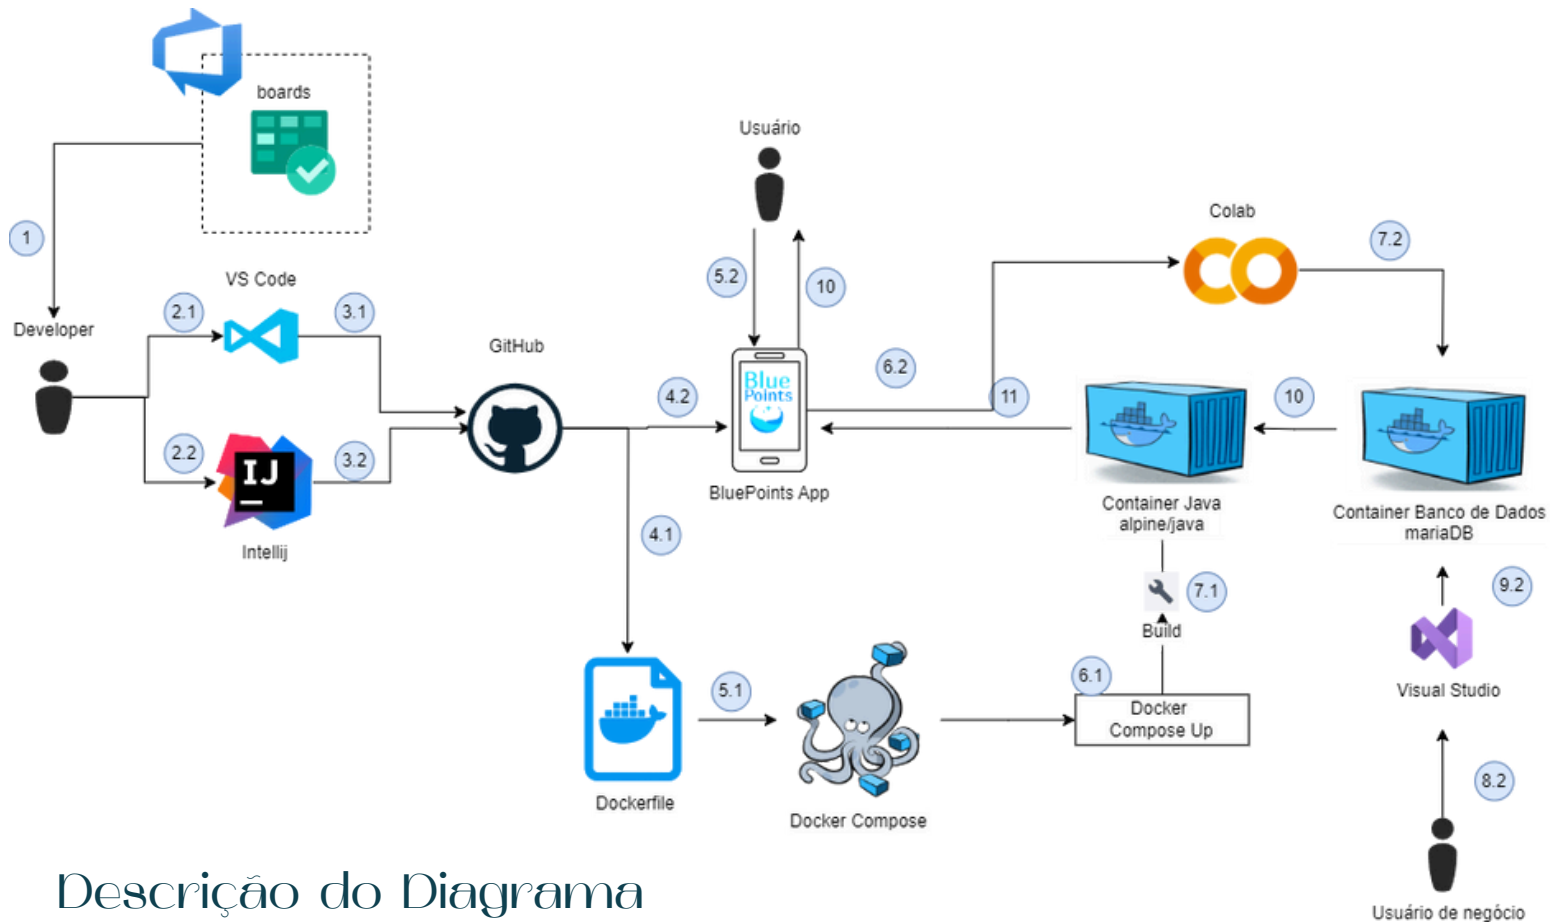 boards
Usuário
Colab
1
7.2
VS Code
5.2
10
2.1
3.1
Developer
GitHub
6.2
Blue
Points
4.2
11
10
2.2
3.2
IJ
BluePoints App
Container Java
alpine/java
Container Banco de Dados
mariaDB
Intellij
4.1
7.1
9.2
Build
6.1
5.1
Visual Studio
Docker
Compose Up
8.2
Dockerfile
Docker Compose
Descrição do Diagrama
Usuário de negócio